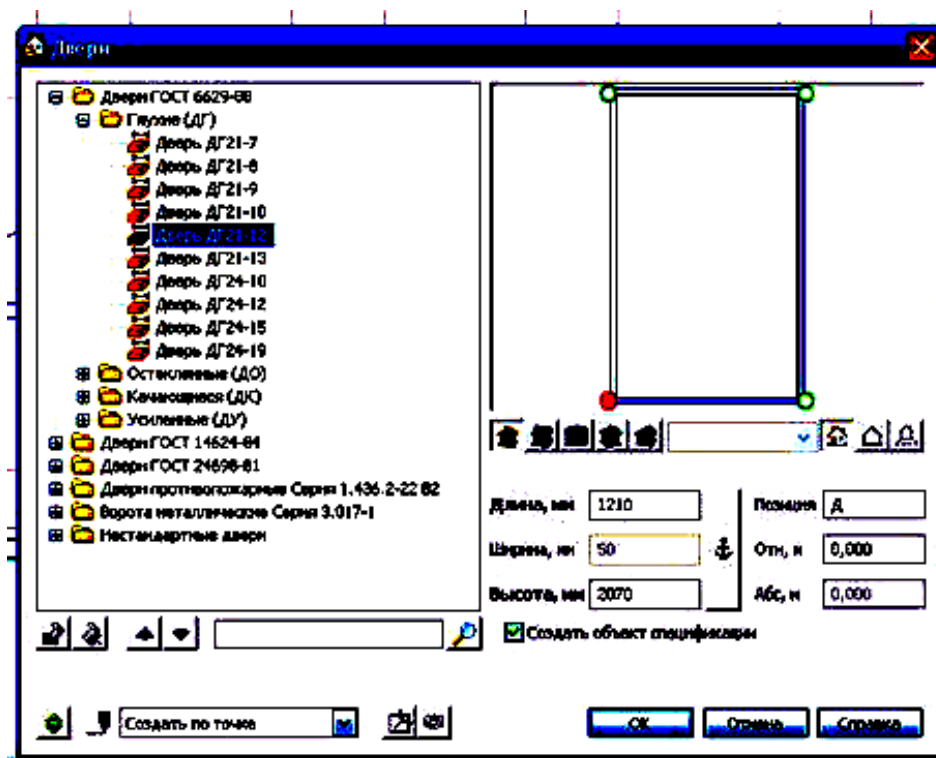 Двери
Двери ГОСТ 6629-88
Глухие (ДГ)
Дверь ДГ21-7
Дверь ДГ21-8
Дверь ДГ21-9
Дверь ДГ21-10
Дверь ДГ21-12
Дверь ДГ21-13
Дверь ДГ24-10
Дверь ДГ24-12
Дверь ДГ24-15
Дверь ДГ24-19
Остекленные (ДО)
Качающиеся (ДК)
Усиленные (ДУ)
Двери ГОСТ 14624-84
Двери ГОСТ 24698-81
Двери противопожарные Серия 1.436.2-22 82
Ворота металлические Серия 3.017-1
Нестандартные двери
Длина, мм 1210 Позиция Д
Ширина, мм 50 Отн, м 0,000
Высота, мм 2070 Абс, м 0,000
Создать объект спецификации
Создать по точке
ОК Отмена Справка